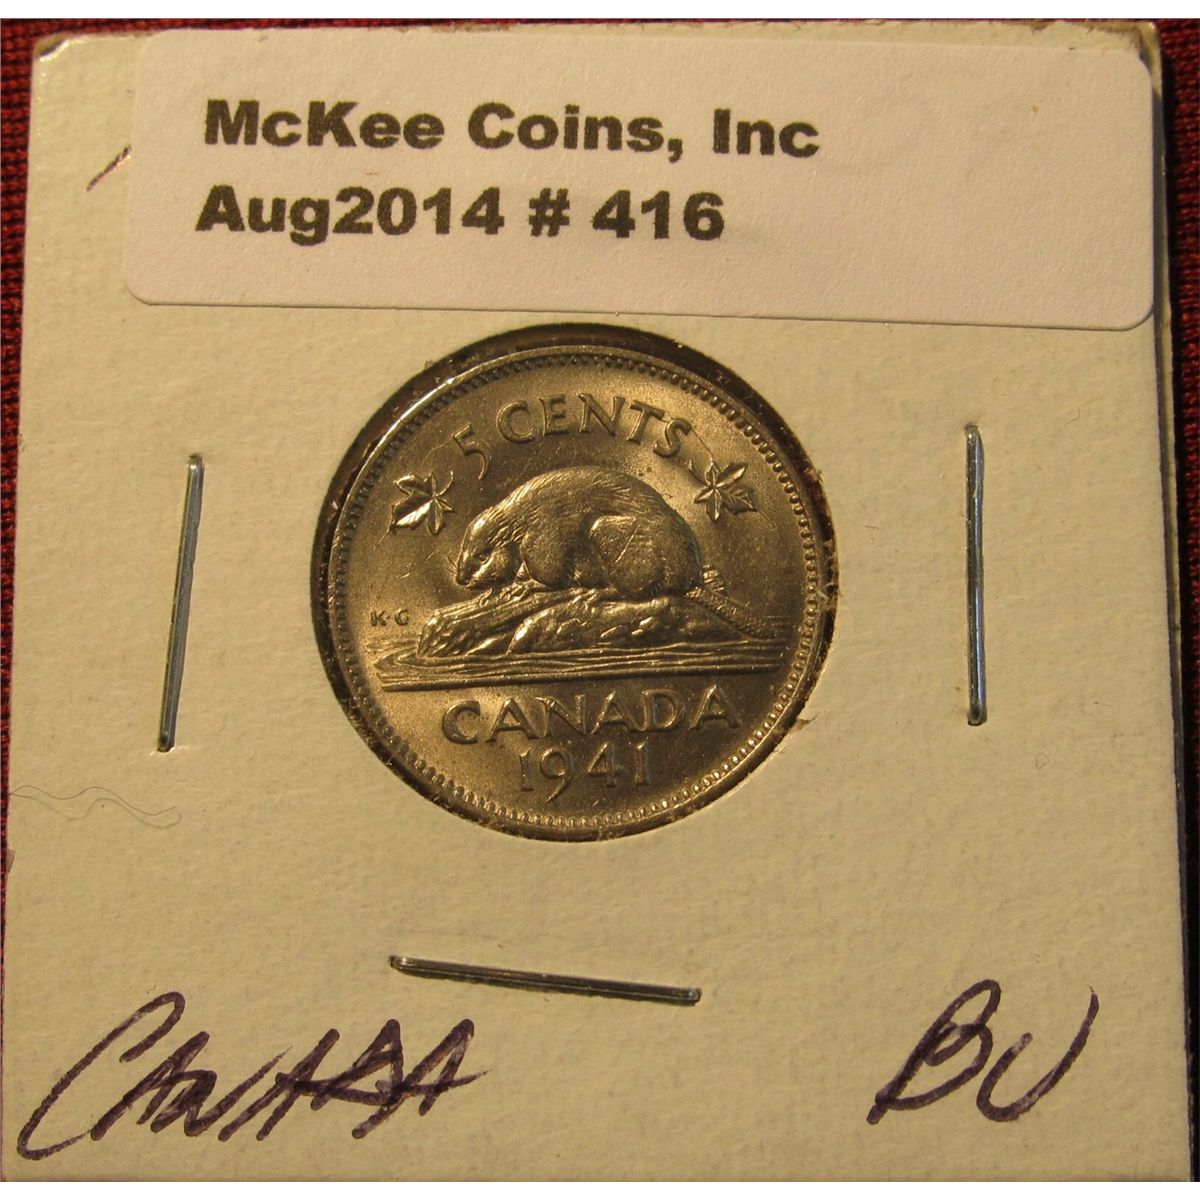 McKee Coins, Inc
Aug2014 # 416
5 CENTS
K·G
CANADA
1941
CANADA
BU